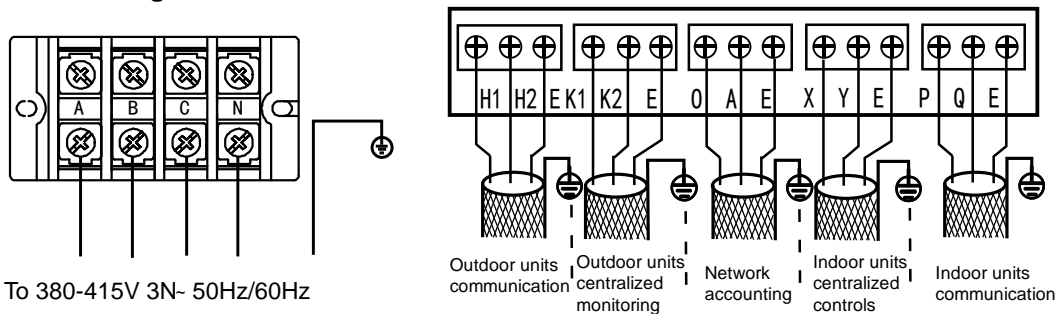 A B C N
To 380-415V 3N~ 50Hz/60Hz
H1 H2 E K1 K2 E O A E X Y E P Q E
Outdoor units
communication
Outdoor units
centralized
monitoring
Network
accounting
Indoor units
centralized
controls
Indoor units
communication